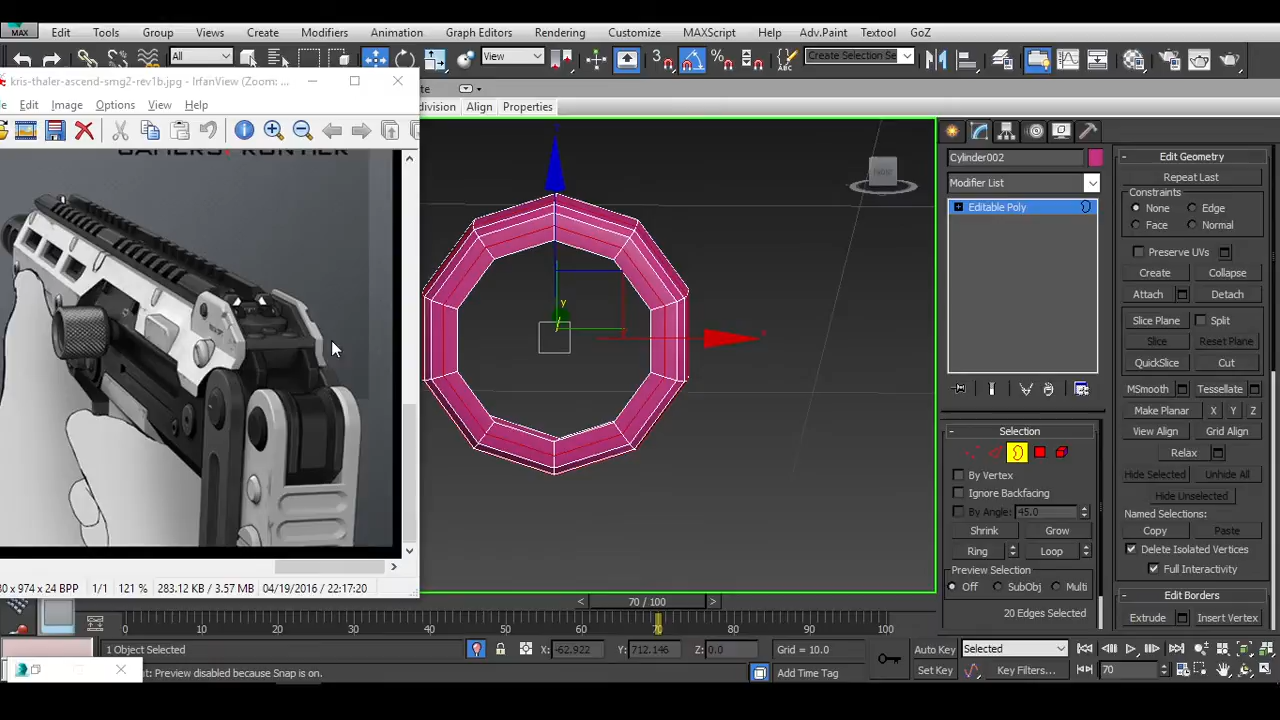 MAX Edit Tools Group Views Create Modifiers Animation Graph Editors Rendering Customize MAXScript Help Adv.Paint Textool GoZ
All View 3 Create Selection Se
kris-thaler-ascend-smg2-rev1b.jpg - IrfanView (Zoom: ...
Edit Image Options View Help
division Align Properties
FRONT
y
x
Cylinder002
Modifier List
Editable Poly
Edit Geometry
Repeat Last
Constraints
None Edge
Face Normal
Preserve UVs
Create Collapse
Attach Detach
Slice Plane Split
Slice Reset Plane
QuickSlice Cut
MSmooth Tessellate
Make Planar X Y Z
View Align Grid Align
Relax
Hide Selected Unhide All
Hide Unselected
Named Selections:
Copy Paste
Delete Isolated Vertices
Full Interactivity
Edit Borders
Extrude Insert Vertex
Selection
By Vertex
Ignore Backfacing
By Angle: 45.0
Shrink Grow
Ring Loop
Preview Selection
Off SubObj Multi
20 Edges Selected
x 974 x 24 BPP 1/1 121 % 283.12 KB / 3.57 MB 04/19/2016 / 22:17:20
< 70 / 100 >
0 10 20 30 40 50 60 70 80 90 100
1 Object Selected X: -62.922 Y: 712.146 Z: 0.0 Grid = 10.0 Auto Key Selected
Preview disabled because Snap is on. Add Time Tag Set Key Key Filters... 70